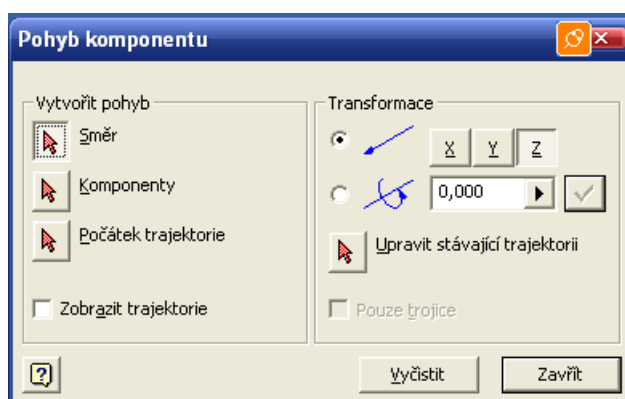 Pohyb komponentu
Vytvořit pohyb
Směr
Komponenty
Počátek trajektorie
Zobrazit trajektorie
Transformace
X Y Z
0,000
Upravit stávající trajektorii
Pouze trojice
Vyčistit Zavřít